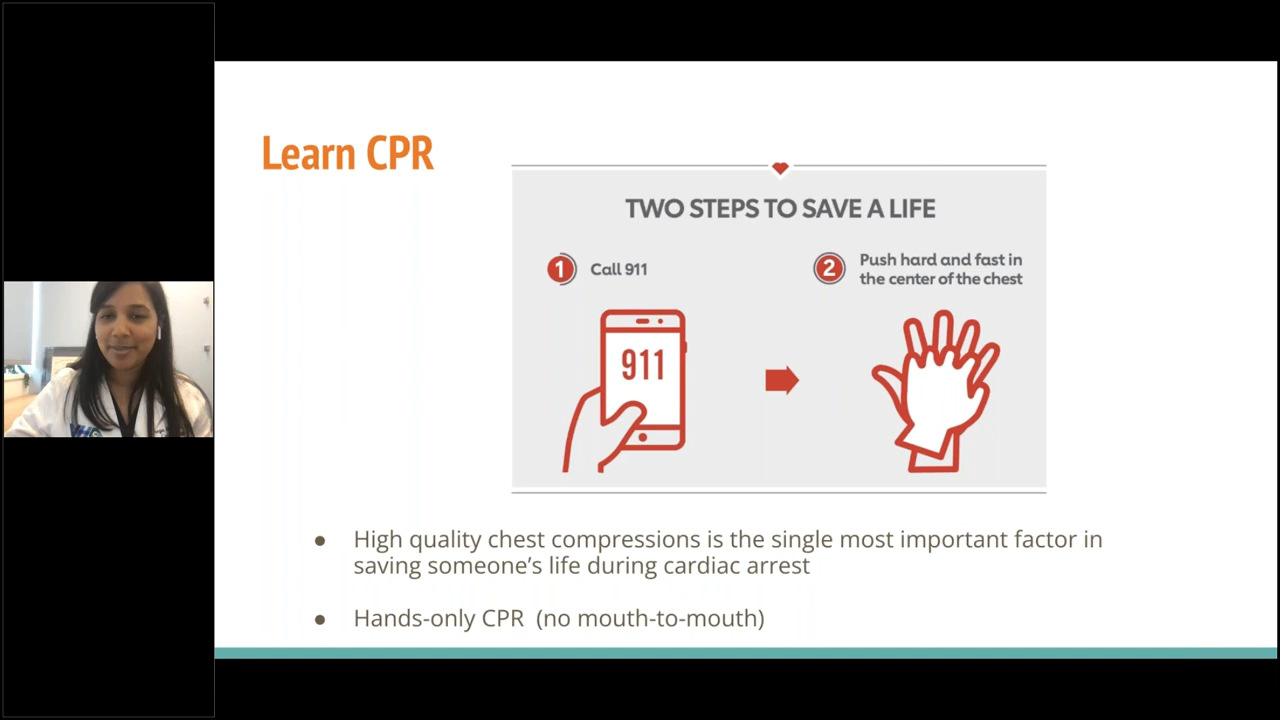 Learn CPR
TWO STEPS TO SAVE A LIFE
1 Call 911
2 Push hard and fast in
the center of the chest
911
● High quality chest compressions is the single most important factor in
saving someone’s life during cardiac arrest
● Hands-only CPR (no mouth-to-mouth)